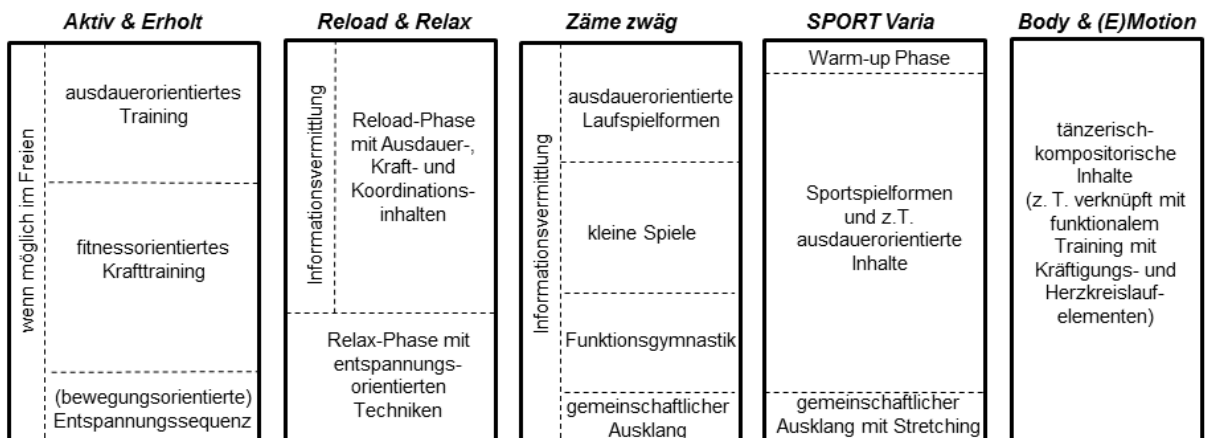 Aktiv & Erholt
wenn möglich im Freien
ausdauerorientiertes
Training
fitnessorientiertes
Krafttraining
(bewegungsorientierte)
Entspannungssequenz
Reload & Relax
Informationsvermittlung
Reload-Phase
mit Ausdauer-,
Kraft- und
Koordinations-
inhalten
Relax-Phase mit
entspannungs-
orientierten
Techniken
Zäme zwäg
Informationsvermittlung
ausdauerorientierte
Laufspielformen
kleine Spiele
Funktionsgymnastik
gemeinschaftlicher
Ausklang
SPORT Varia
Warm-up Phase
Sportspielformen
und z.T.
ausdauerorientierte
Inhalte
gemeinschaftlicher
Ausklang mit Stretching
Body & (E)Motion
tänzerisch-
kompositorische
Inhalte
(z. T. verknüpft mit
funktionalem
Training mit
Kräftigungs- und
Herzkreislauf-
elementen)